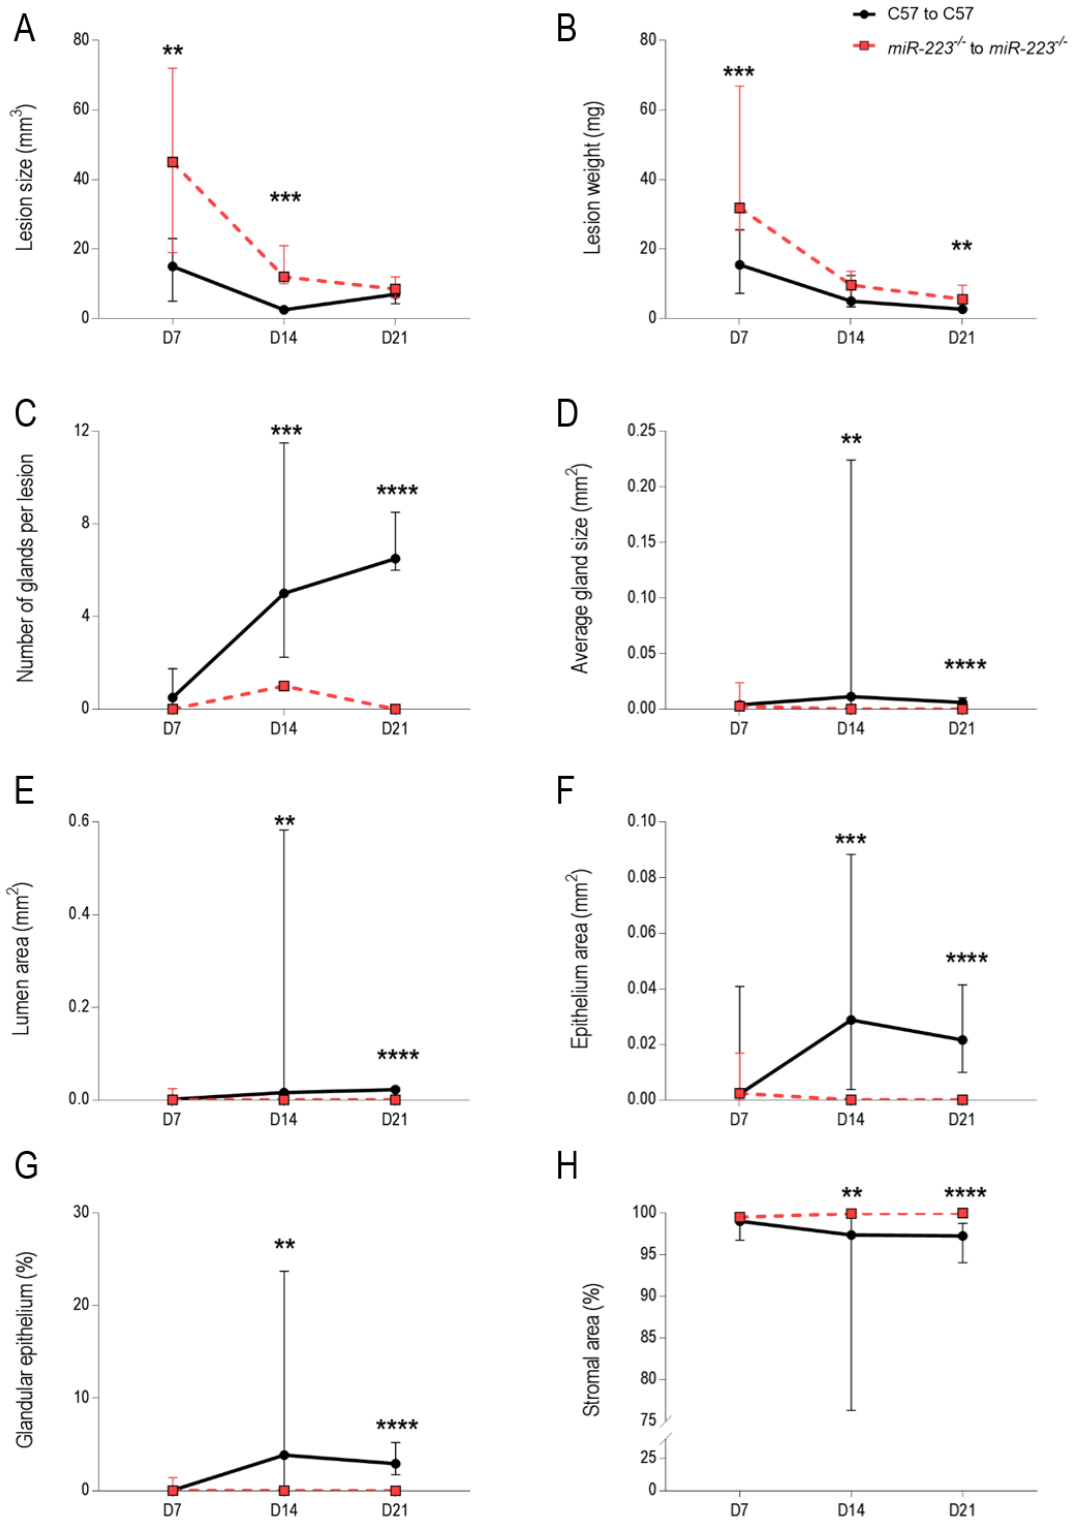 A
B
C57 to C57
miR-223-/- to miR-223-/-
80
60
40
20
0
Lesion size (mm3)
**
***
D7
D14
D21
80
60
40
20
0
Lesion weight (mg)
***
**
D7
D14
D21
C
12
8
4
0
Number of glands per lesion
***
****
D7
D14
D21
D
0.25
0.20
0.15
0.10
0.05
0.00
Average gland size (mm2)
**
****
D7
D14
D21
E
0.6
0.4
0.2
0.0
Lumen area (mm2)
**
****
D7
D14
D21
F
0.10
0.08
0.06
0.04
0.02
0.00
Epithelium area (mm2)
***
****
D7
D14
D21
G
30
20
10
0
Glandular epithelium (%)
**
****
D7
D14
D21
H
100
95
90
85
80
75
25
0
Stromal area (%)
**
****
D7
D14
D21